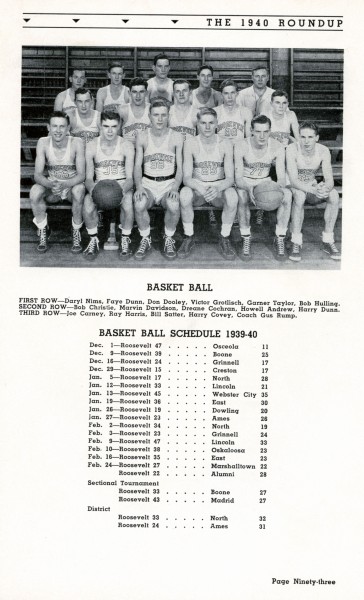 THE 1940 ROUNDUP
BASKET BALL
FIRST ROW—Daryl Nims, Faye Dunn, Don Dooley, Victor Grotlisch, Garner Taylor, Bob Hulling.
SECOND ROW—Bob Christie, Marvin Davidson, Dreame Cochran, Howell Andrew, Harry Dunn.
THIRD ROW—Joe Carney, Ray Harris, Bill Satter, Harry Covey, Coach Gus Rump.
BASKET BALL SCHEDULE 1939-40
Dec. 1—Roosevelt 47 . . . . . Osceola 11
Dec. 9—Roosevelt 39 . . . . . Boone 25
Dec. 16—Roosevelt 24 . . . . . Grinnell 17
Dec. 29—Roosevelt 15 . . . . . Creston 17
Jan. 5—Roosevelt 17 . . . . . North 28
Jan. 12—Roosevelt 33 . . . . . Lincoln 21
Jan. 13—Roosevelt 45 . . . . . Webster City 35
Jan. 19—Roosevelt 36 . . . . . East 30
Jan. 26—Roosevelt 19 . . . . . Dowling 20
Jan. 27—Roosevelt 23 . . . . . Ames 28
Feb. 2—Roosevelt 34 . . . . . North 19
Feb. 3—Roosevelt 23 . . . . . Grinnell 24
Feb. 9—Roosevelt 47 . . . . . Lincoln 33
Feb. 10—Roosevelt 38 . . . . . Oskaloosa 23
Feb. 16—Roosevelt 35 . . . . . East 23
Feb. 24—Roosevelt 27 . . . . . Marshalltown 22
Roosevelt 22 . . . . . Alumni 28
Sectional Tournament
Roosevelt 33 . . . . . Boone 27
Roosevelt 43 . . . . . Madrid 27
District
Roosevelt 33 . . . . . North 32
Roosevelt 24 . . . . . Ames 31
Page Ninety-three